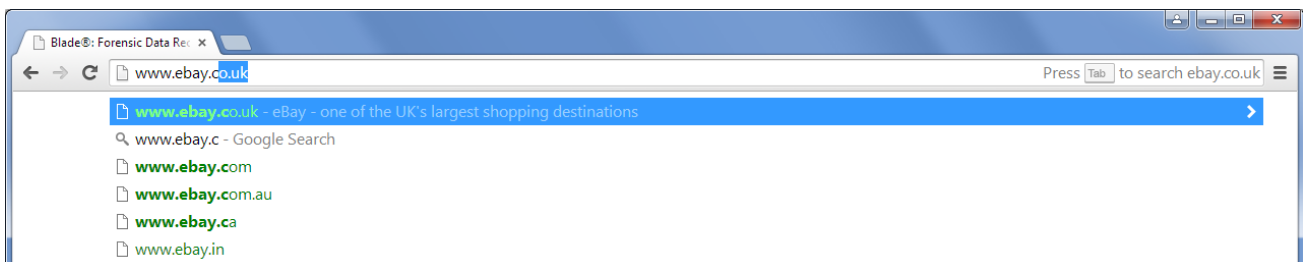 Blade®: Forensic Data Rec
www.ebay.co.uk Press Tab to search ebay.co.uk
www.ebay.co.uk - eBay - one of the UK's largest shopping destinations
www.ebay.c - Google Search
www.ebay.com
www.ebay.com.au
www.ebay.ca
www.ebay.in